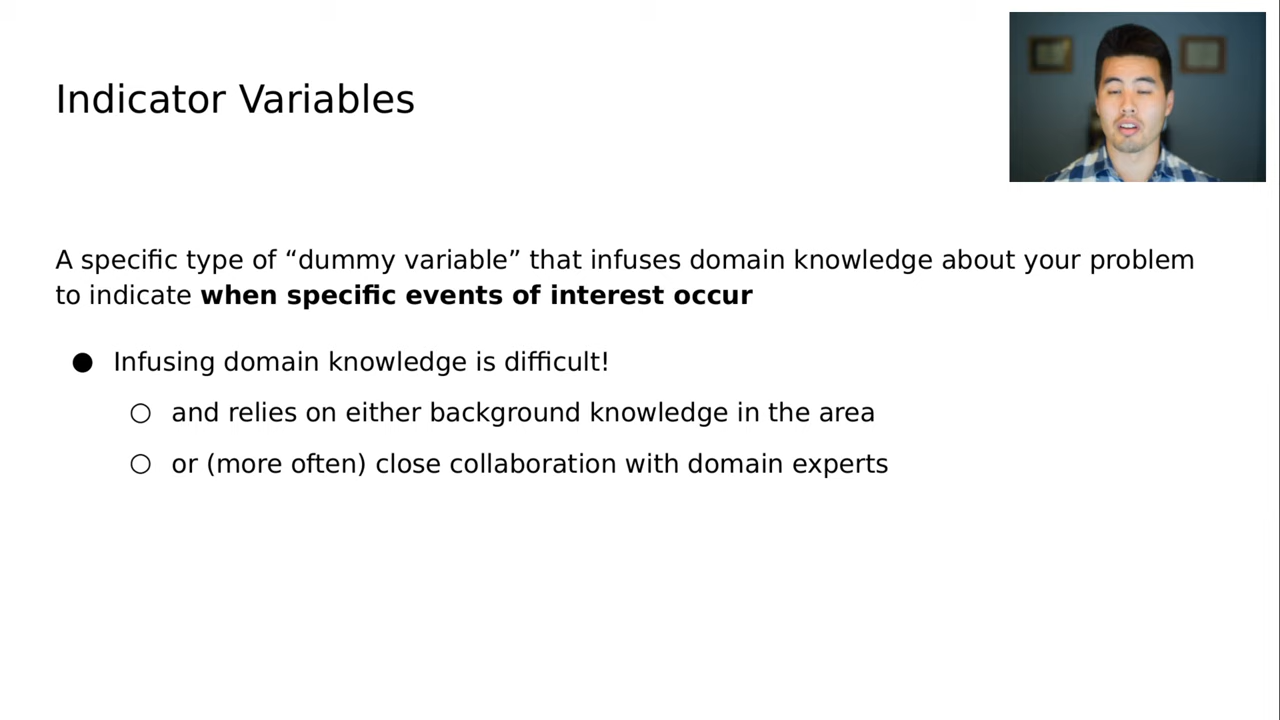 Indicator Variables
A specific type of “dummy variable” that infuses domain knowledge about your problem
to indicate when specific events of interest occur
● Infusing domain knowledge is difficult!
○ and relies on either background knowledge in the area
○ or (more often) close collaboration with domain experts